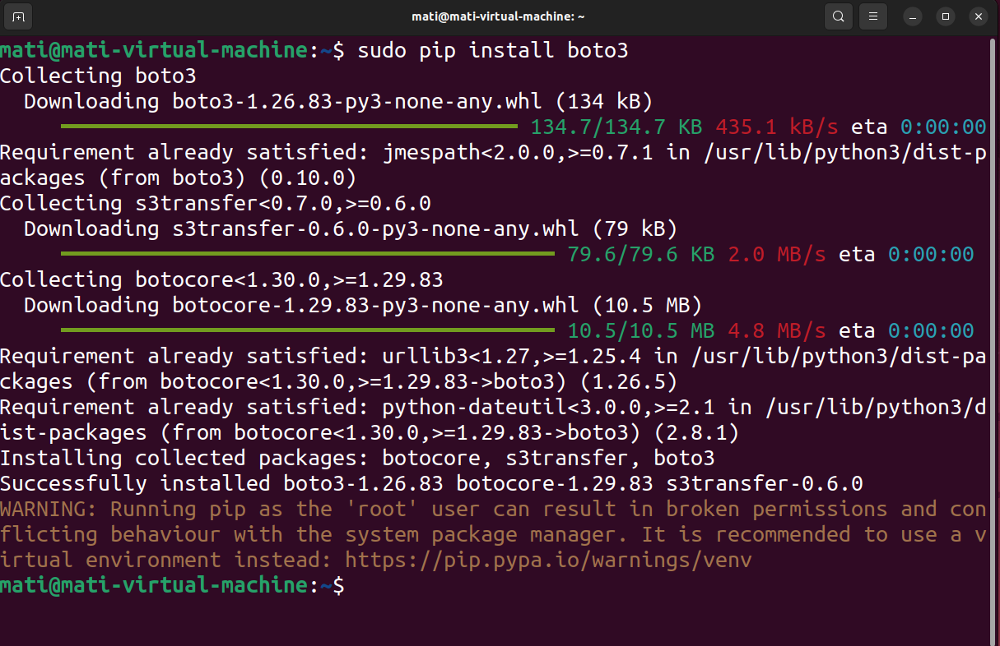 mati@mati-virtual-machine: ~
mati@mati-virtual-machine:~$ sudo pip install boto3
Collecting boto3
  Downloading boto3-1.26.83-py3-none-any.whl (134 kB)
134.7/134.7 KB 435.1 kB/s eta 0:00:00
Requirement already satisfied: jmespath<2.0.0,>=0.7.1 in /usr/lib/python3/dist-p
ackages (from boto3) (0.10.0)
Collecting s3transfer<0.7.0,>=0.6.0
  Downloading s3transfer-0.6.0-py3-none-any.whl (79 kB)
79.6/79.6 KB 2.0 MB/s eta 0:00:00
Collecting botocore<1.30.0,>=1.29.83
  Downloading botocore-1.29.83-py3-none-any.whl (10.5 MB)
10.5/10.5 MB 4.8 MB/s eta 0:00:00
Requirement already satisfied: urllib3<1.27,>=1.25.4 in /usr/lib/python3/dist-pa
ckages (from botocore<1.30.0,>=1.29.83->boto3) (1.26.5)
Requirement already satisfied: python-dateutil<3.0.0,>=2.1 in /usr/lib/python3/d
ist-packages (from botocore<1.30.0,>=1.29.83->boto3) (2.8.1)
Installing collected packages: botocore, s3transfer, boto3
Successfully installed boto3-1.26.83 botocore-1.29.83 s3transfer-0.6.0
WARNING: Running pip as the 'root' user can result in broken permissions and con
flicting behaviour with the system package manager. It is recommended to use a v
irtual environment instead: https://pip.pypa.io/warnings/venv
mati@mati-virtual-machine:~$